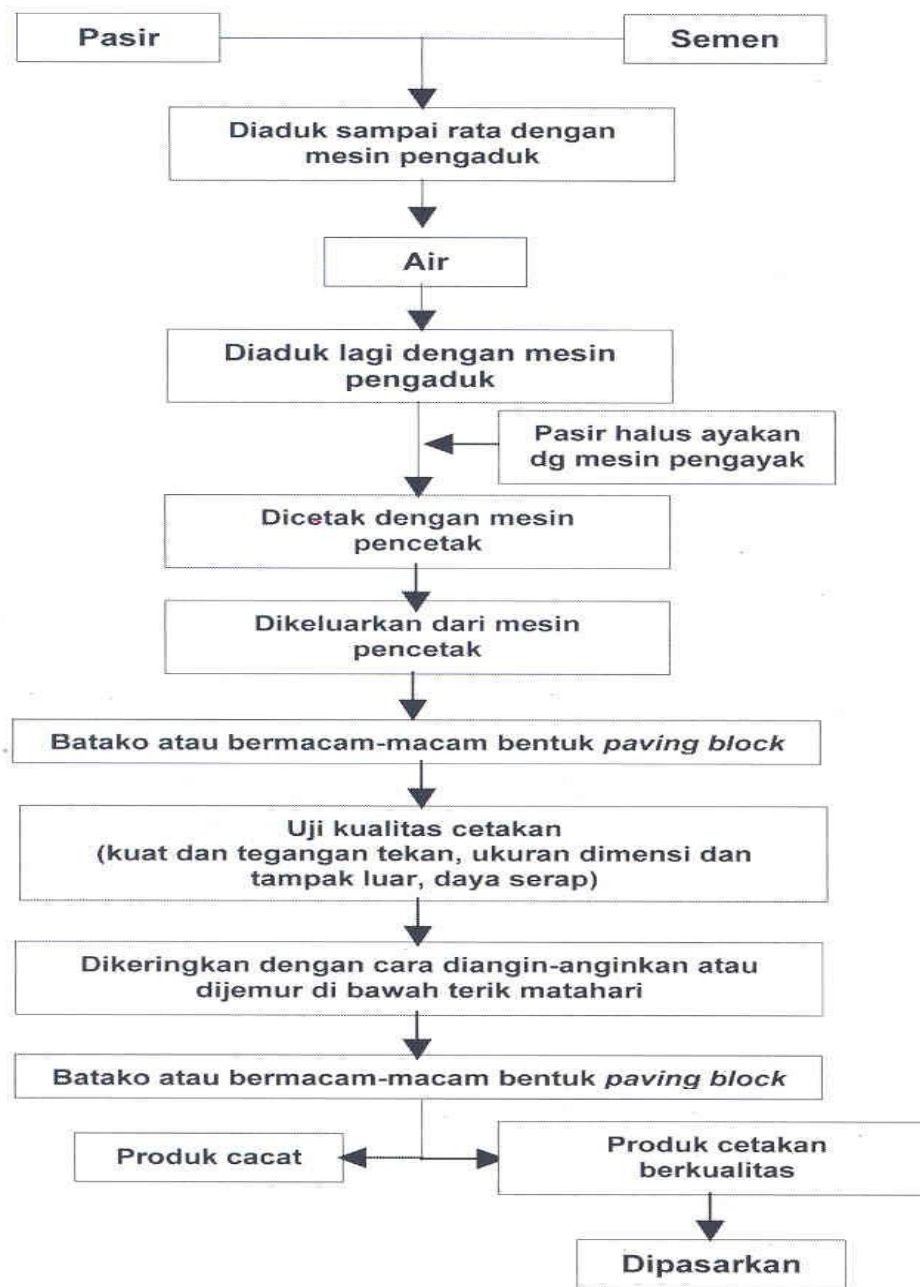 Pasir
Semen
Diaduk sampai rata dengan
mesin pengaduk
Air
Diaduk lagi dengan mesin
pengaduk
Pasir halus ayakan
dg mesin pengayak
Dicetak dengan mesin
pencetak
Dikeluarkan dari mesin
pencetak
Batako atau bermacam-macam bentuk paving block
Uji kualitas cetakan
(kuat dan tegangan tekan, ukuran dimensi dan
tampak luar, daya serap)
Dikeringkan dengan cara diangin-anginkan atau
dijemur di bawah terik matahari
Batako atau bermacam-macam bentuk paving block
Produk cacat
Produk cetakan
berkualitas
Dipasarkan